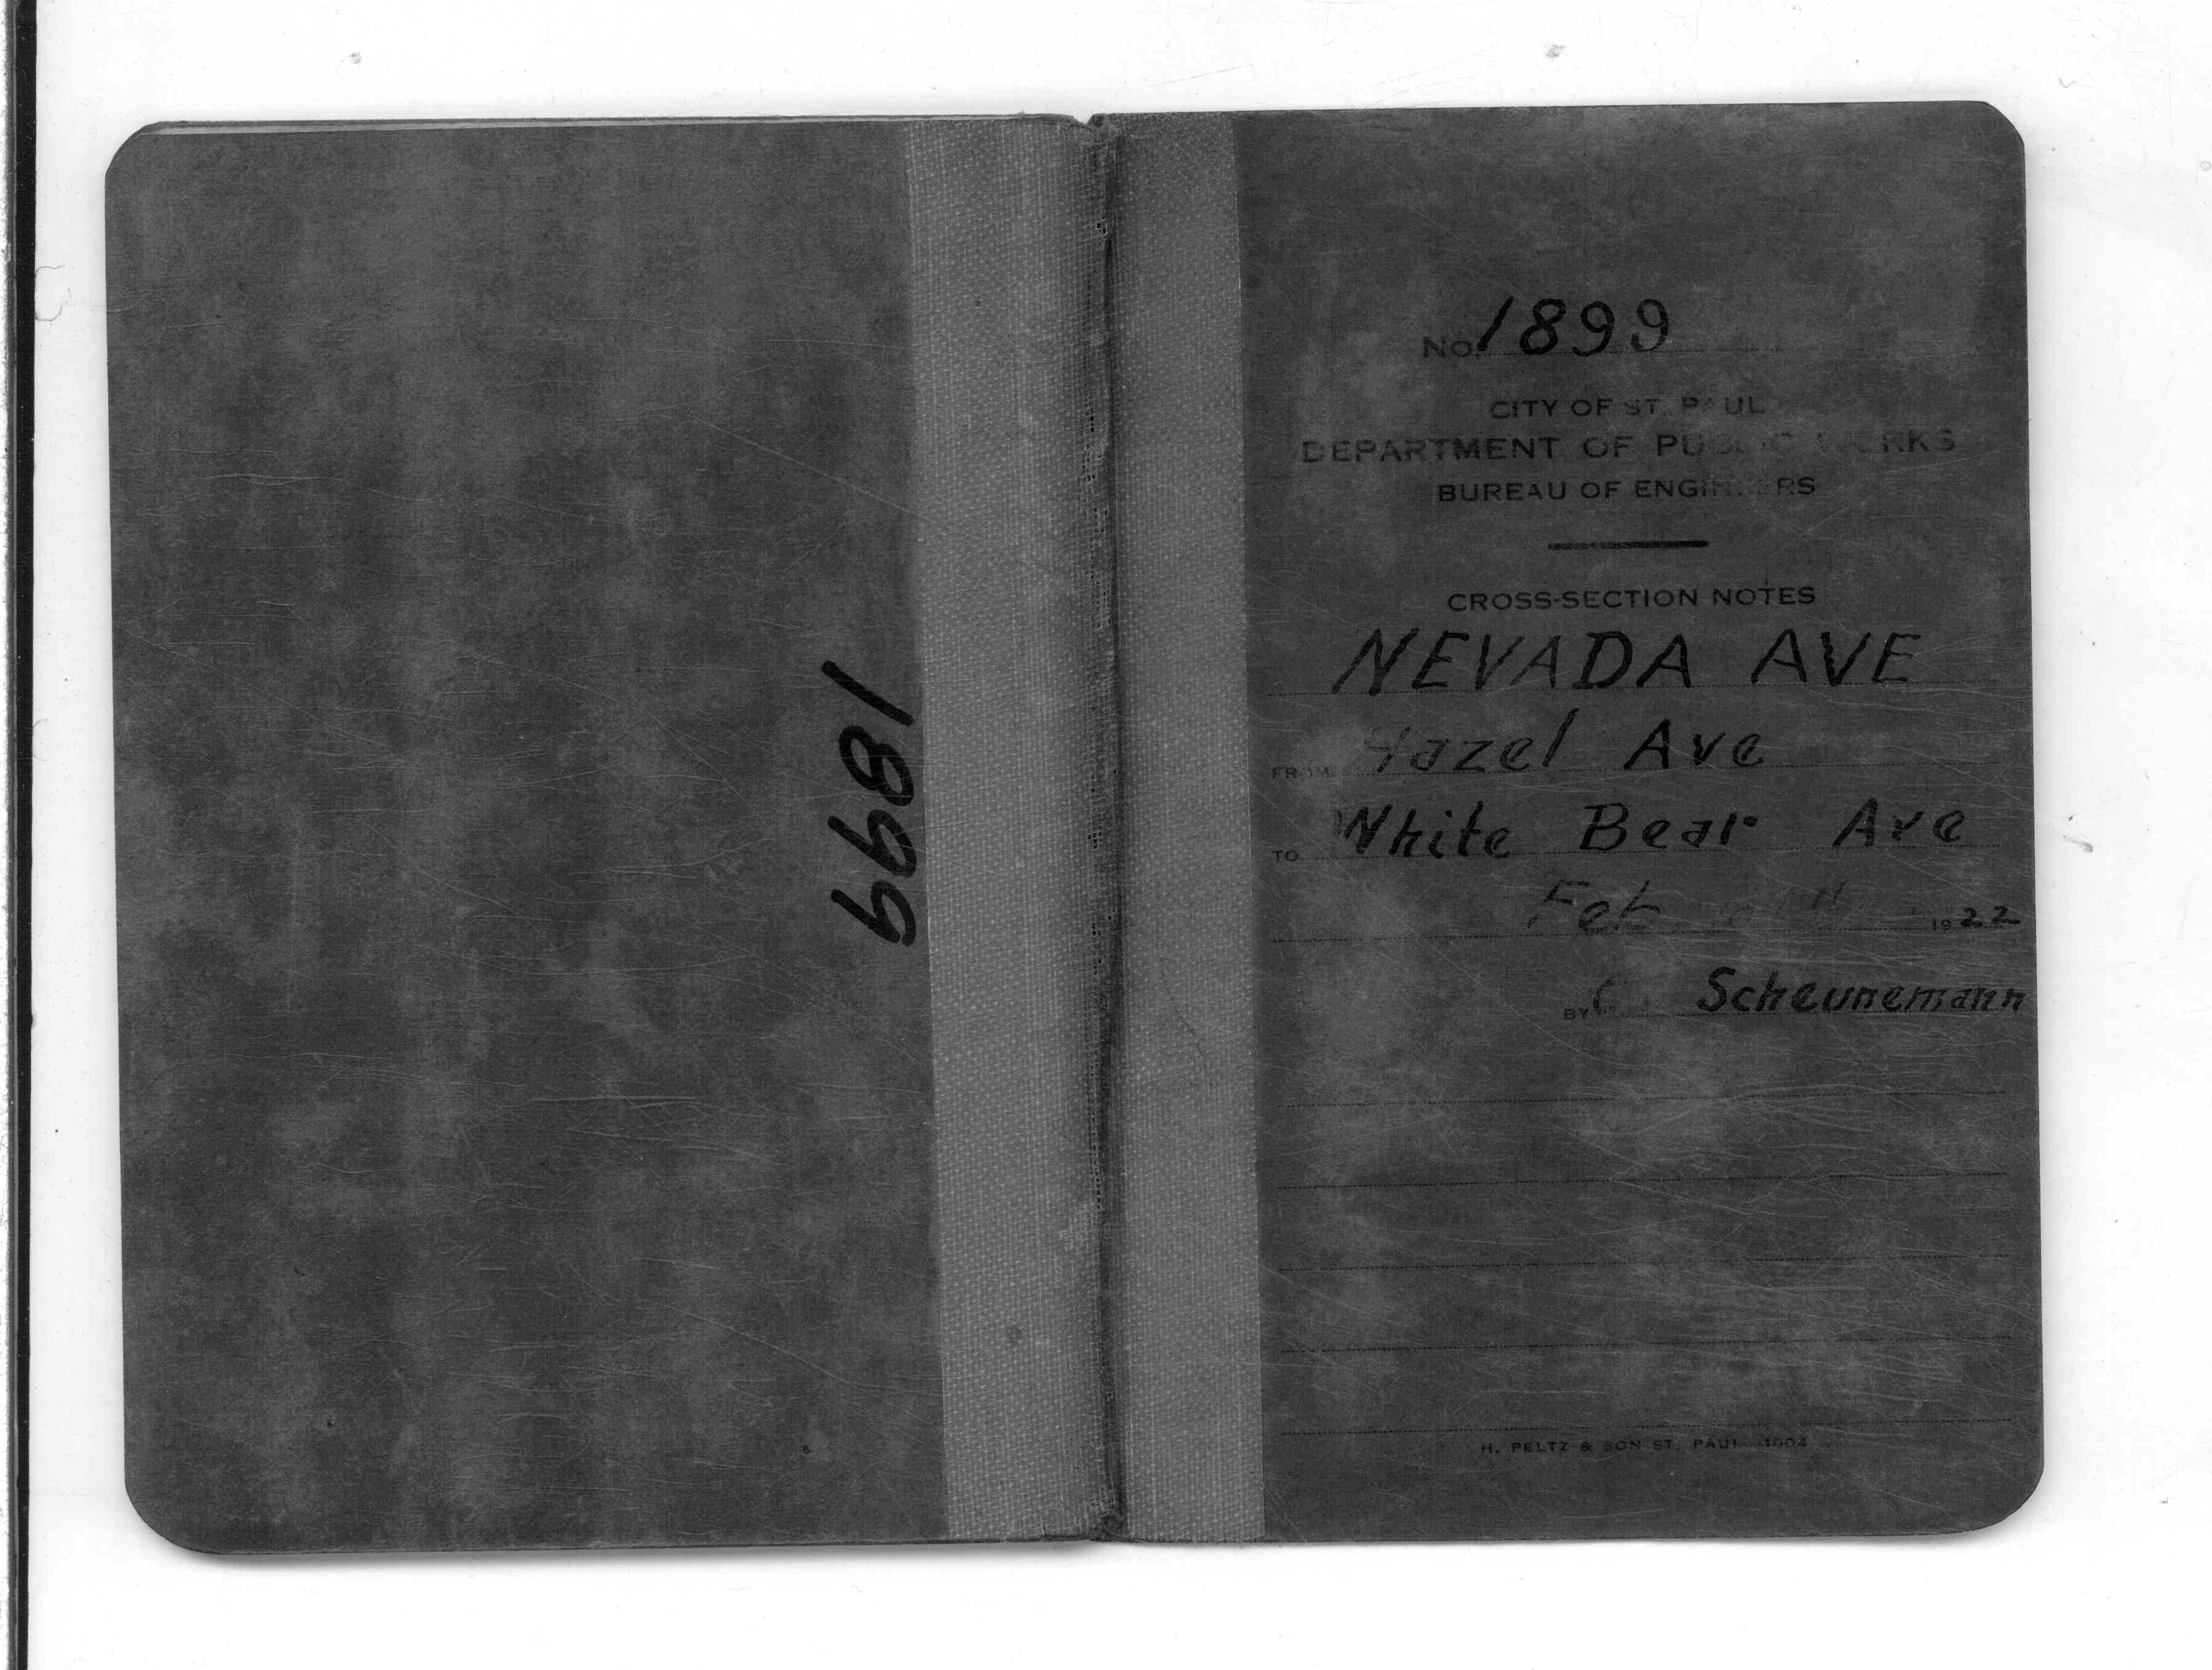 1899
No. 1899
CITY OF ST. PAUL
DEPARTMENT OF PUBLIC WORKS
BUREAU OF ENGINEERS
CROSS-SECTION NOTES
NEVADA AVE
FROM Hazel Ave
TO White Bear Ave
Feb 1922
BY Scheunemann
H. PELTZ & SON ST. PAUL